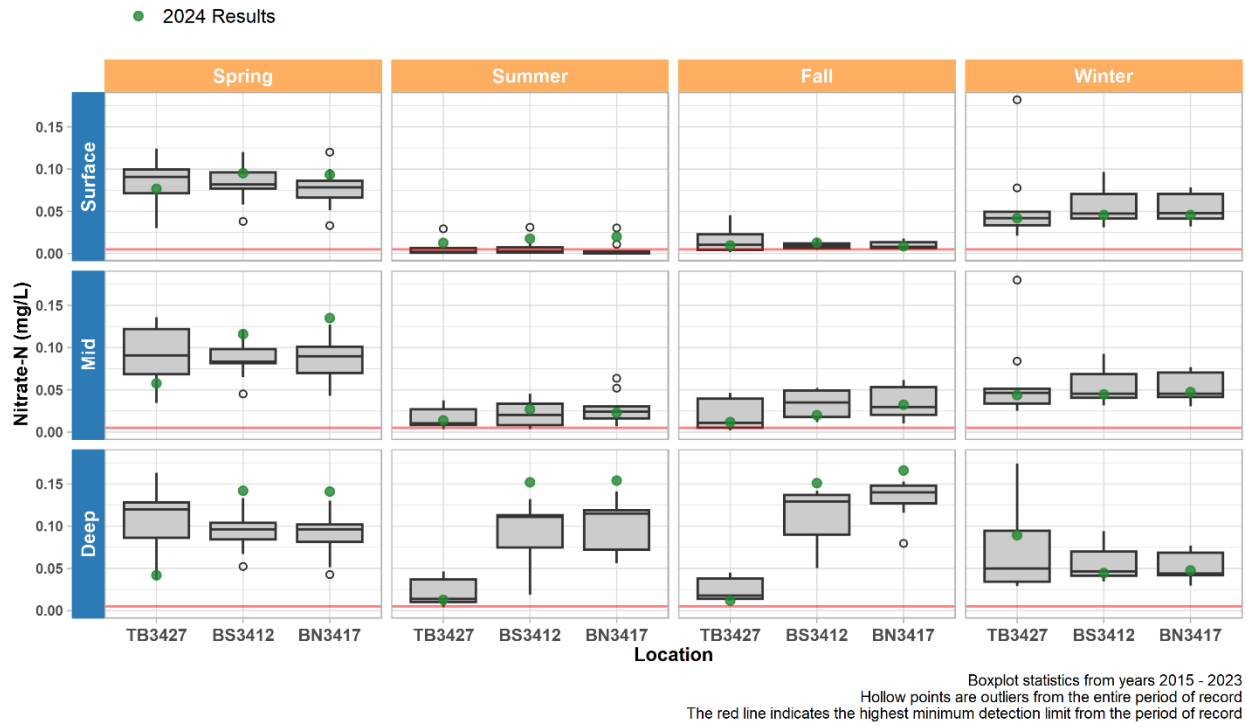 2024 Results
Spring Summer Fall Winter
Surface
0.15
0.10
0.05
0.00
Mid
0.15
0.10
0.05
0.00
Deep
0.15
0.10
0.05
0.00
Nitrate-N (mg/L)
TB3427 BS3412 BN3417 TB3427 BS3412 BN3417 TB3427 BS3412 BN3417 TB3427 BS3412 BN3417
Location
Boxplot statistics from years 2015 - 2023
Hollow points are outliers from the entire period of record
The red line indicates the highest minimum detection limit from the period of record